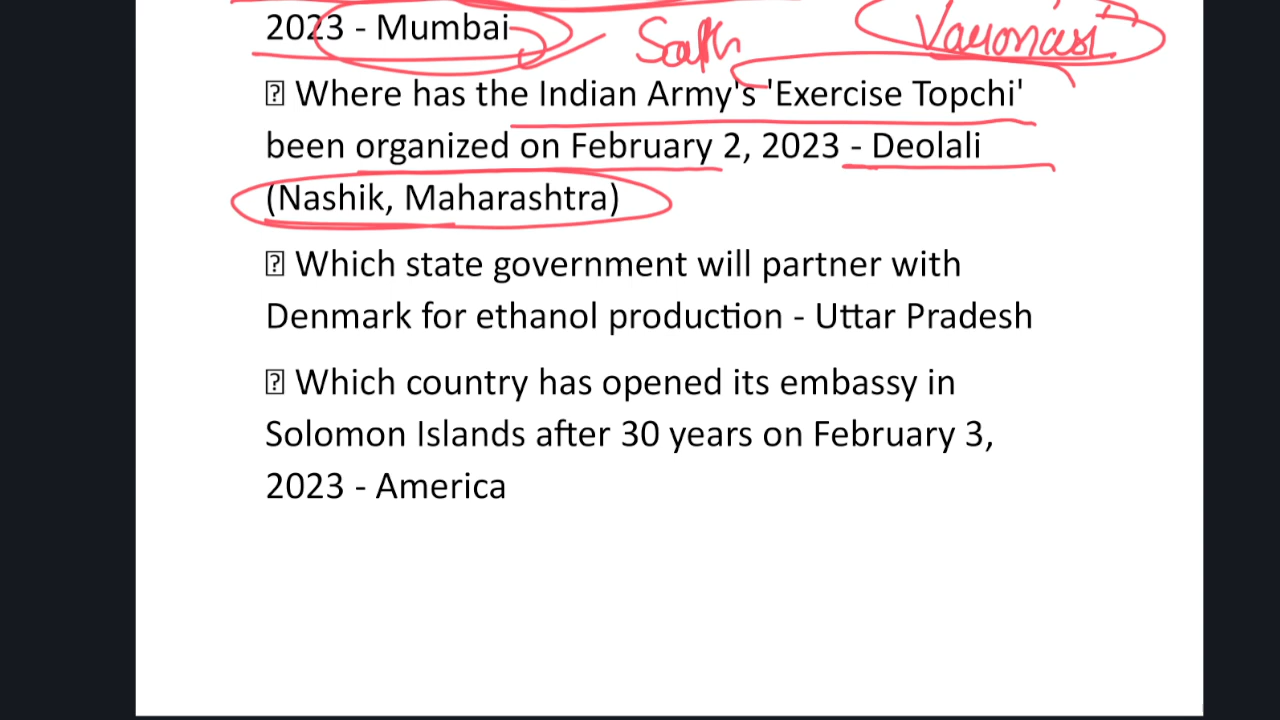 2023 - Mumbai
South
Varonasi
Where has the Indian Army's 'Exercise Topchi'
been organized on February 2, 2023 - Deolali
(Nashik, Maharashtra)
Which state government will partner with
Denmark for ethanol production - Uttar Pradesh
Which country has opened its embassy in
Solomon Islands after 30 years on February 3,
2023 - America